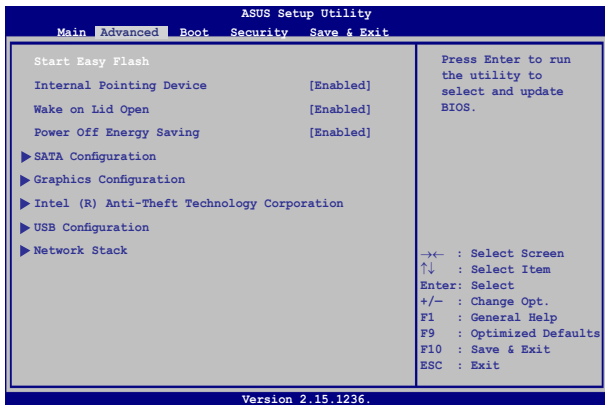 ASUS Setup Utility
Main Advanced Boot Security Save & Exit
Start Easy Flash
Internal Pointing Device [Enabled]
Wake on Lid Open [Enabled]
Power Off Energy Saving [Enabled]
SATA Configuration
Graphics Configuration
Intel (R) Anti-Theft Technology Corporation
USB Configuration
Network Stack
Press Enter to run
the utility to
select and update
BIOS.
→← : Select Screen
↑↓ : Select Item
Enter: Select
+/— : Change Opt.
F1 : General Help
F9 : Optimized Defaults
F10 : Save & Exit
ESC : Exit
Version 2.15.1236.